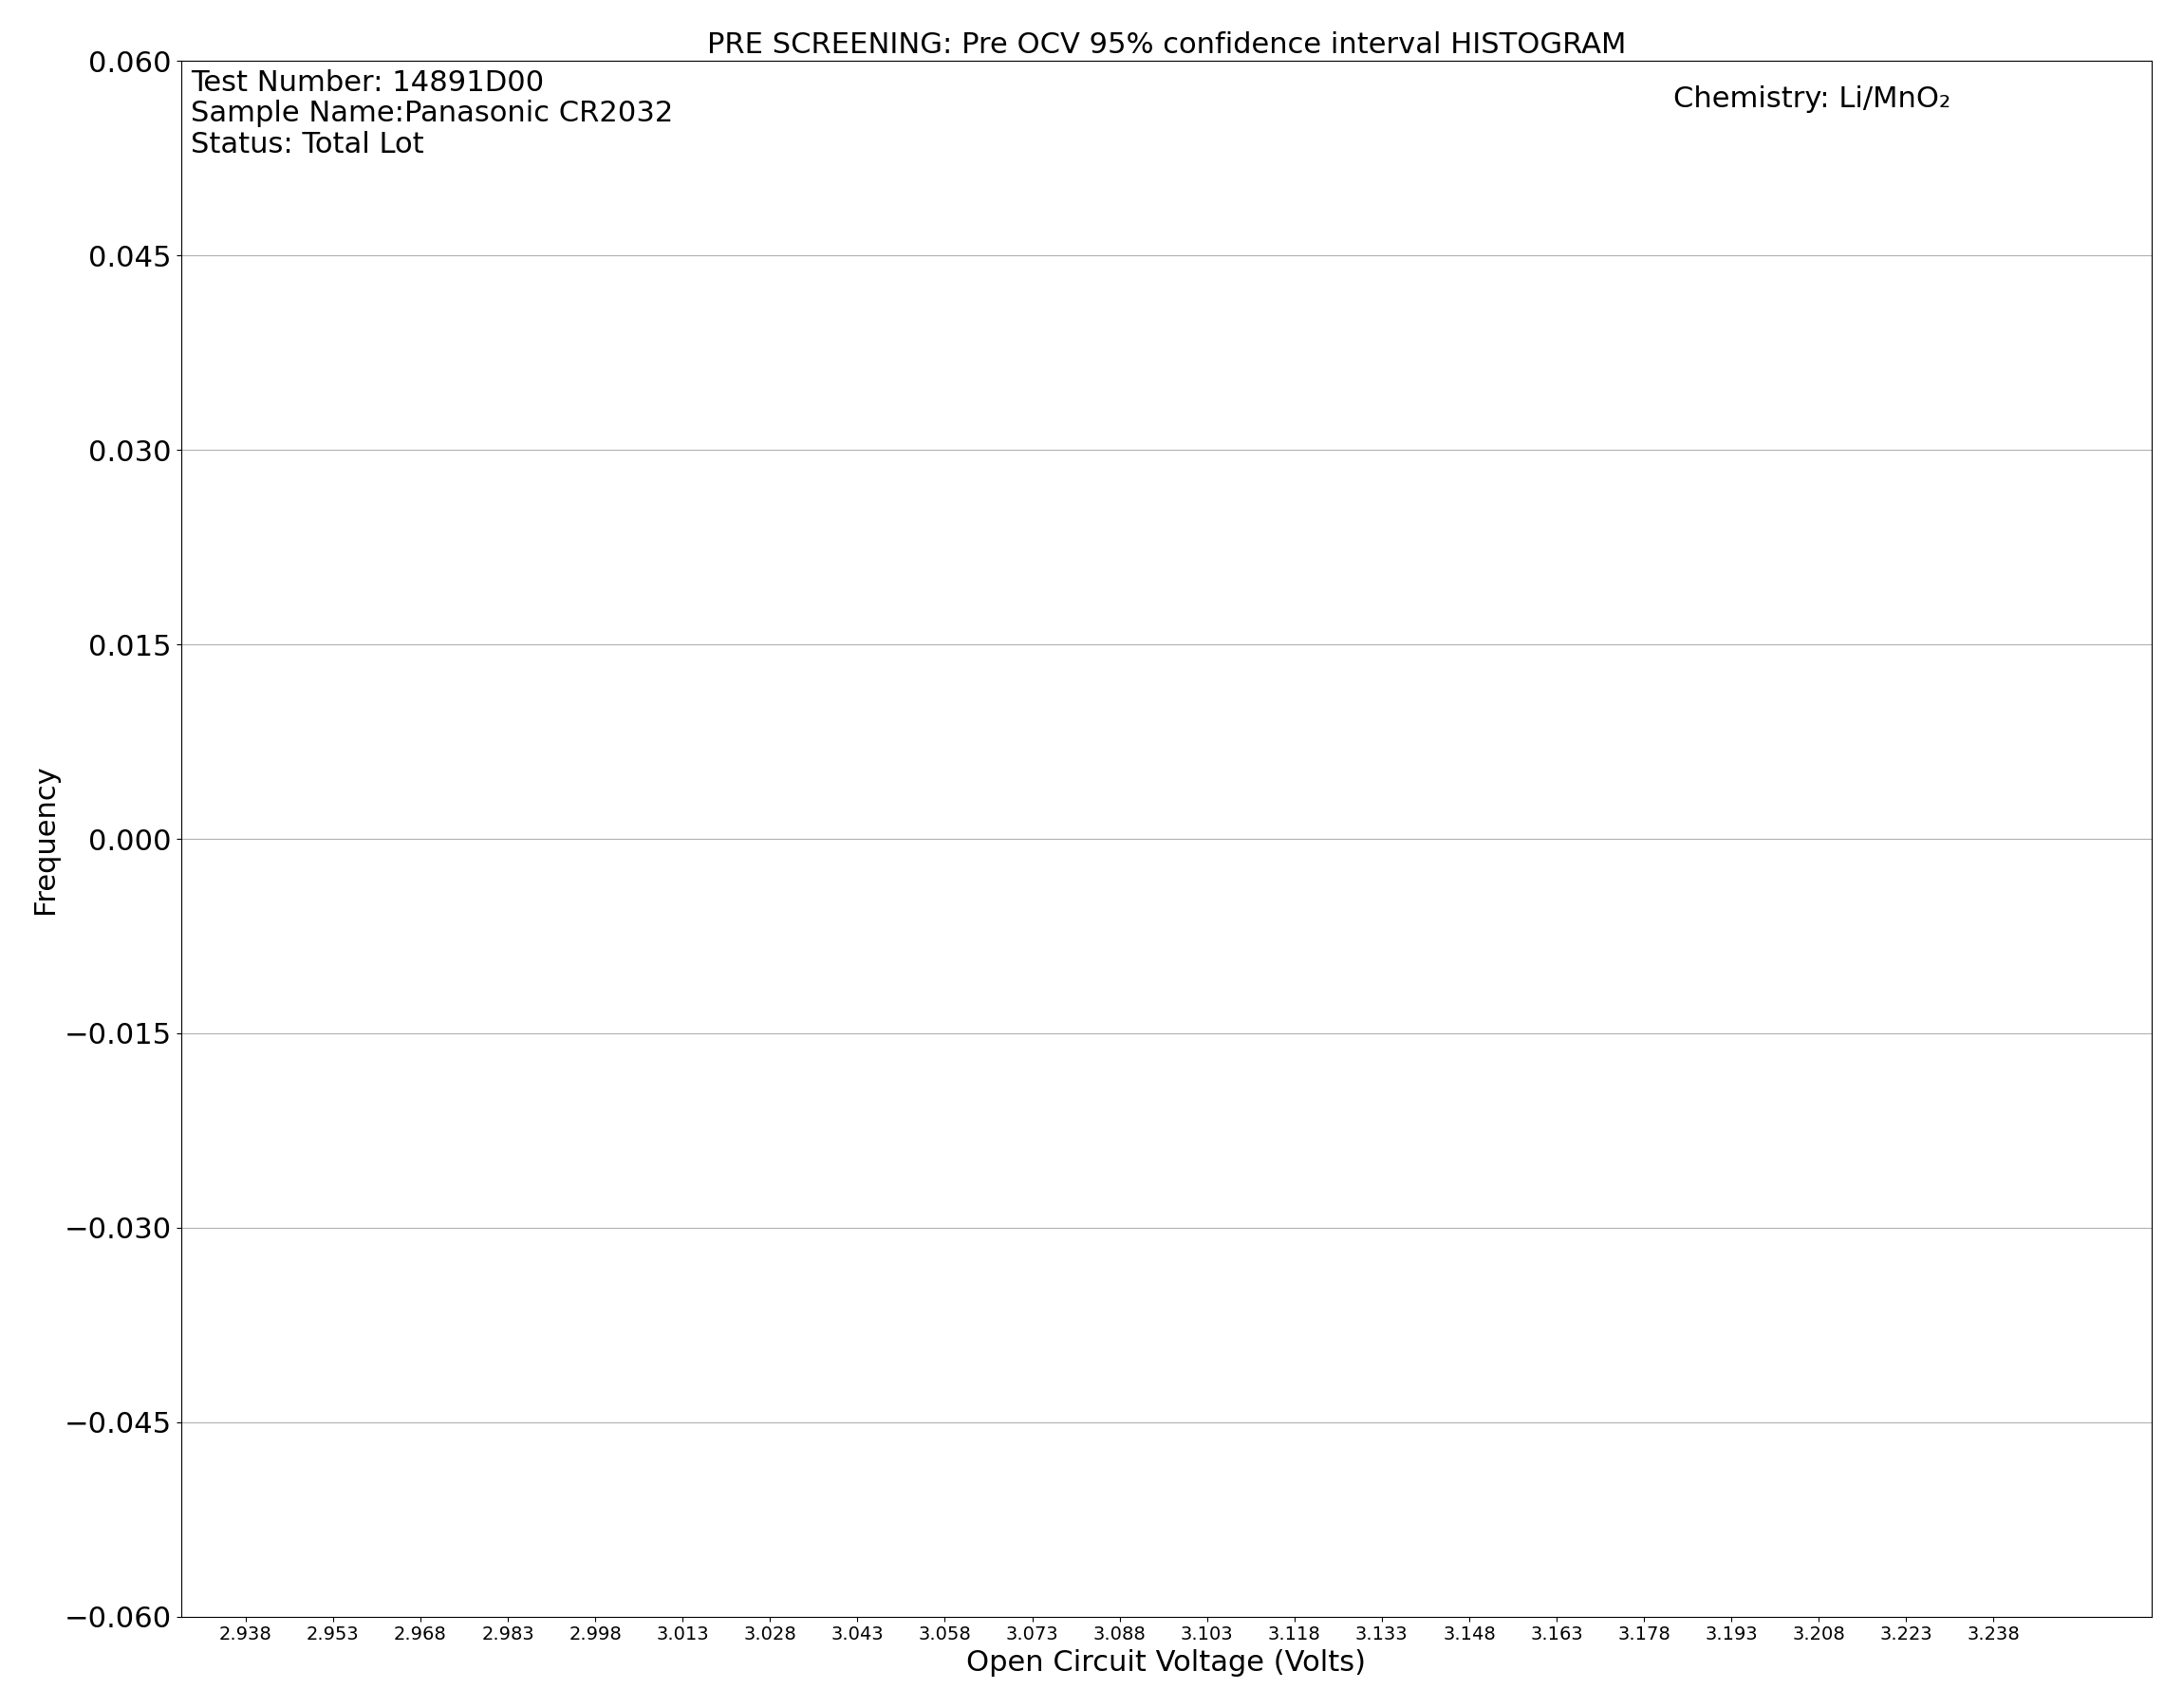 PRE SCREENING: Pre OCV 95% confidence interval HISTOGRAM
Test Number: 14891D00
Sample Name:Panasonic CR2032
Status: Total Lot
Chemistry: Li/MnO₂
0.060
0.045
0.030
0.015
0.000
−0.015
−0.030
−0.045
−0.060
Frequency
2.938 2.953 2.968 2.983 2.998 3.013 3.028 3.043 3.058 3.073 3.088 3.103 3.118 3.133 3.148 3.163 3.178 3.193 3.208 3.223 3.238
Open Circuit Voltage (Volts)